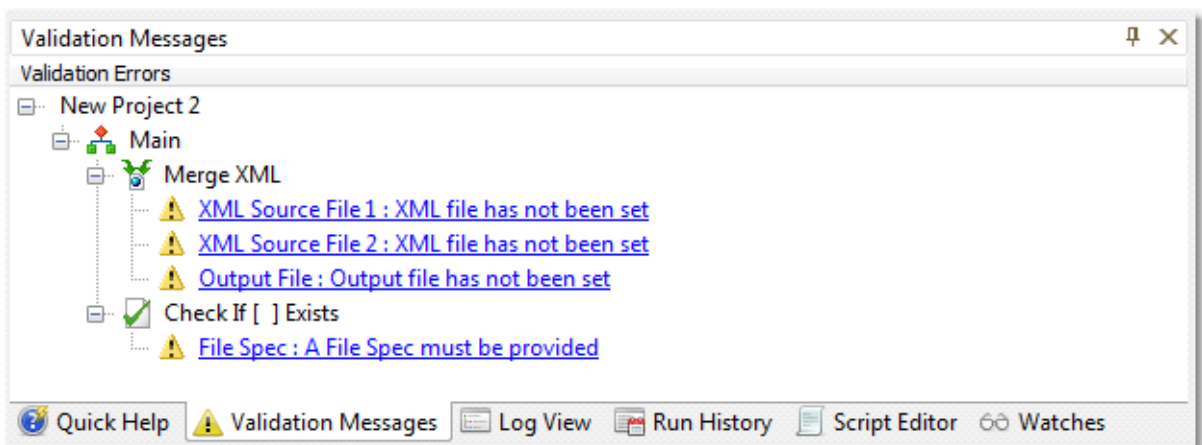 Validation Messages
Validation Errors
New Project 2
Main
Merge XML
XML Source File 1 : XML file has not been set
XML Source File 2 : XML file has not been set
Output File : Output file has not been set
Check If [ ] Exists
File Spec : A File Spec must be provided
Quick Help Validation Messages Log View Run History Script Editor Watches